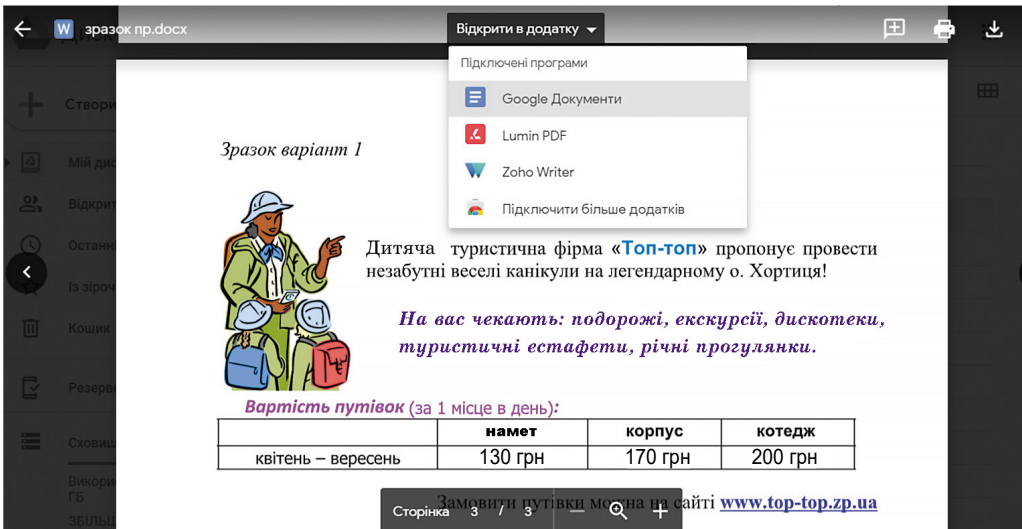 зразок пр.docx
Відкрити в додатку
Підключені програми
Google Документи
Lumin PDF
Zoho Writer
Підключити більше додатків
Створи
Мій дис
Відкрит
Останн
Із зіроч
Кошик
Резерв
Сховищ
Викори
ГБ
ЗБІЛЬШ
Зразок варіант 1
Дитяча туристична фірма «Топ-топ» пропонує провести
незабутні веселі канікули на легендарному о. Хортиця!
На вас чекають: подорожі, екскурсії, дискотеки,
туристичні естафети, річні прогулянки.
Вартість путівок (за 1 місце в день):
намет корпус котедж
квітень – вересень 130 грн 170 грн 200 грн
Замовити путівки можна на сайті www.top-top.zp.ua
Сторінка 3 / 3